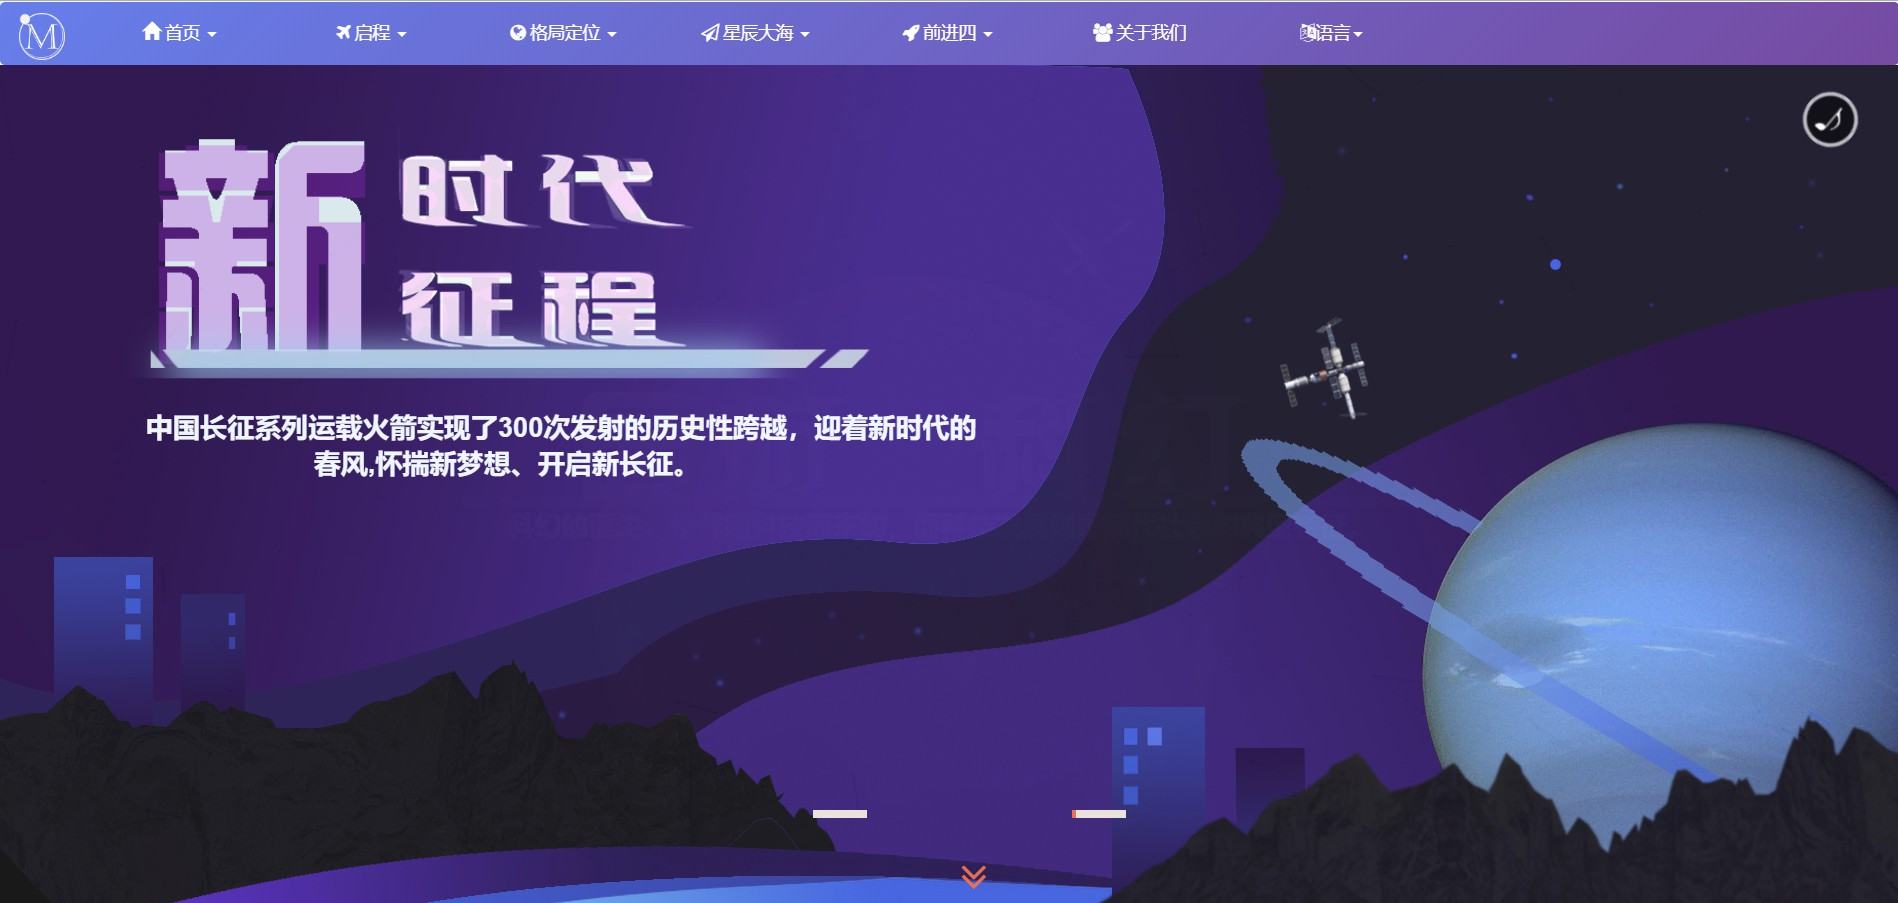 M
首页
启程
格局定位
星辰大海
前进四
关于我们
语言
新
时代
征程
中国长征系列运载火箭实现了300次发射的历史性跨越，迎着新时代的
春风,怀揣新梦想、开启新长征。